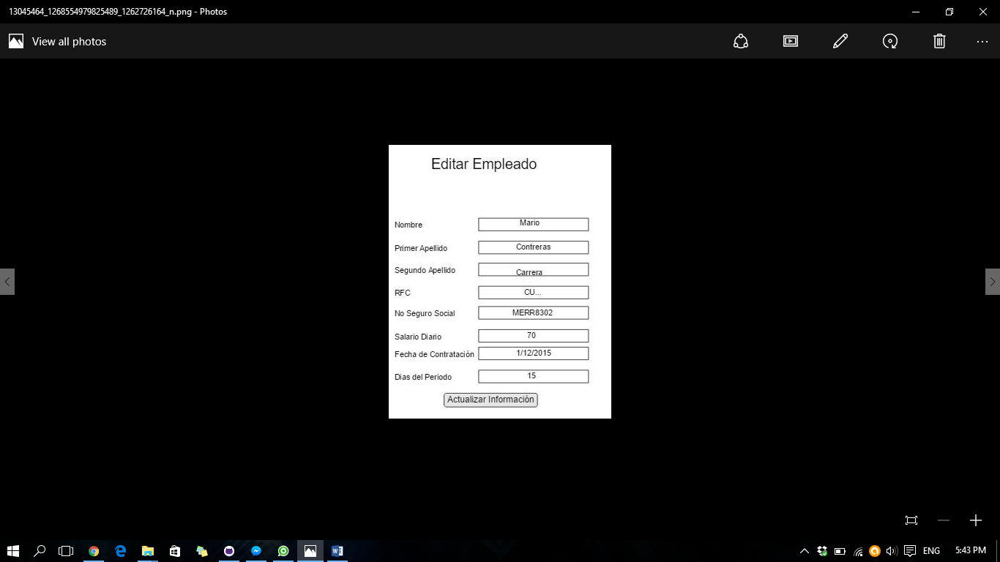 13045464_1268554979825489_1262726164_n.png - Photos
View all photos
Editar Empleado
Nombre Mario
Primer Apellido Contreras
Segundo Apellido Carrera
RFC CU...
No Seguro Social MERR8302
Salario Diario 70
Fecha de Contratación 1/12/2015
Dias del Periodo 15
Actualizar Información
ENG 5:43 PM